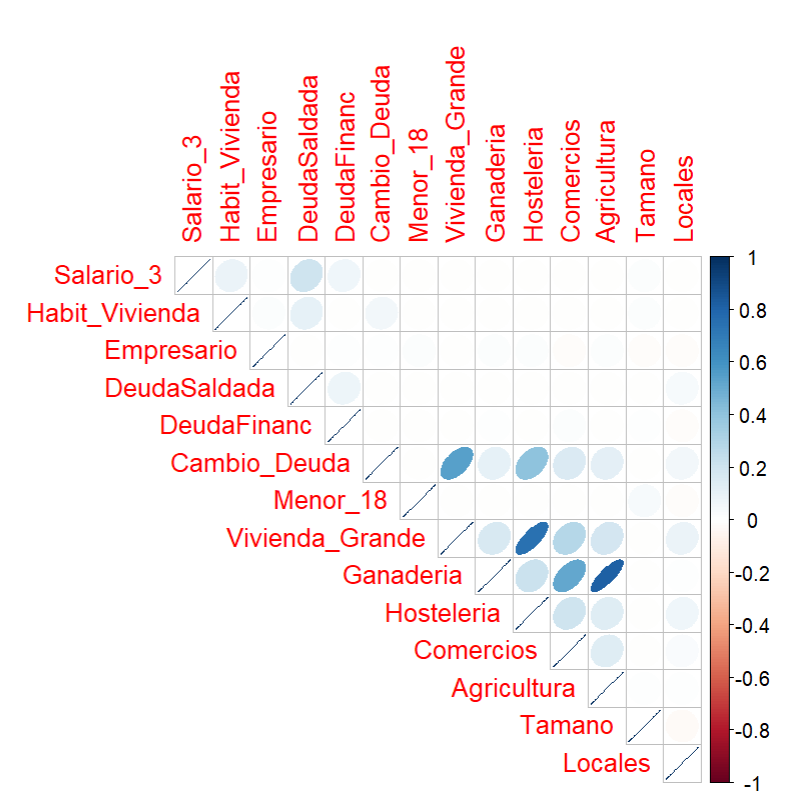 Salario_3
Habit_Vivienda
Empresario
DeudaSaldada
DeudaFinanc
Cambio_Deuda
Menor_18
Vivienda_Grande
Ganaderia
Hosteleria
Comercios
Agricultura
Tamano
Locales
Salario_3
Habit_Vivienda
Empresario
DeudaSaldada
DeudaFinanc
Cambio_Deuda
Menor_18
Vivienda_Grande
Ganaderia
Hosteleria
Comercios
Agricultura
Tamano
Locales
1
0.8
0.6
0.4
0.2
0
-0.2
-0.4
-0.6
-0.8
-1